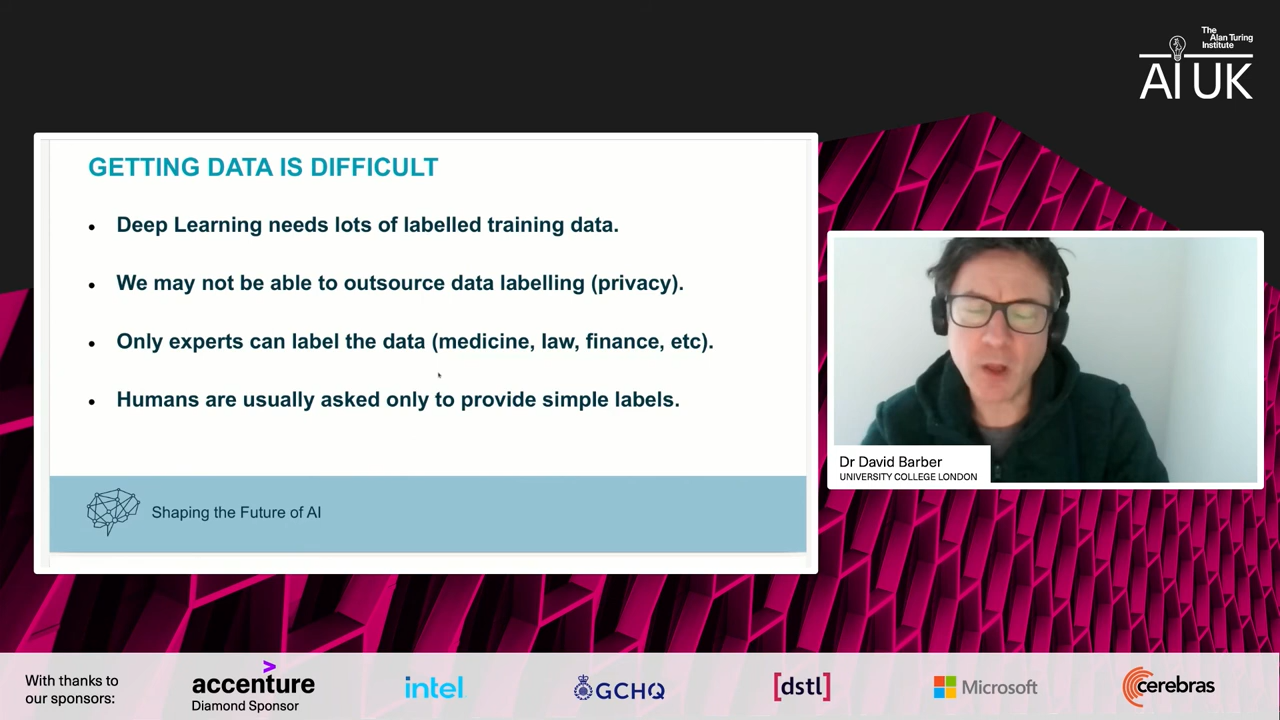 The
Alan Turing
Institute
AI UK
GETTING DATA IS DIFFICULT
• Deep Learning needs lots of labelled training data.
• We may not be able to outsource data labelling (privacy).
• Only experts can label the data (medicine, law, finance, etc).
• Humans are usually asked only to provide simple labels.
Shaping the Future of AI
Dr David Barber
UNIVERSITY COLLEGE LONDON
With thanks to
our sponsors:
accenture
Diamond Sponsor
intel
GCHQ
[dstl]
Microsoft
cerebras